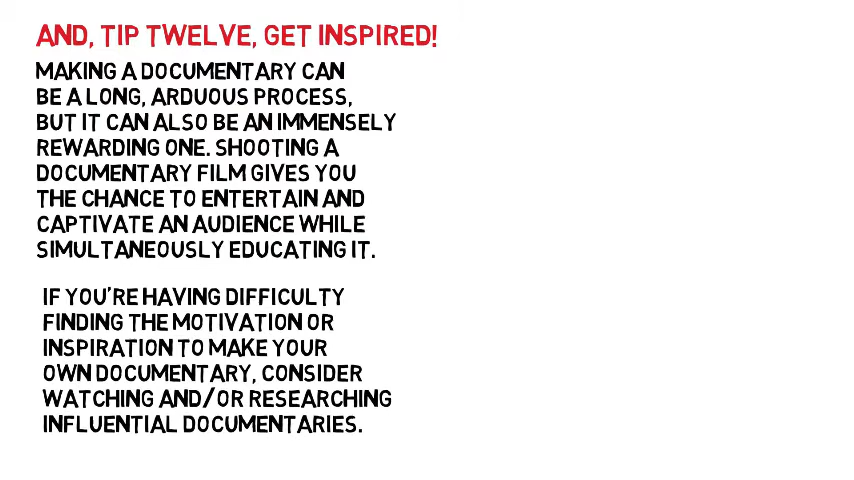 AND, TIP TWELVE, GET INSPIRED!
MAKING A DOCUMENTARY CAN
BE A LONG, ARDUOUS PROCESS,
BUT IT CAN ALSO BE AN IMMENSELY
REWARDING ONE. SHOOTING A
DOCUMENTARY FILM GIVES YOU
THE CHANCE TO ENTERTAIN AND
CAPTIVATE AN AUDIENCE WHILE
SIMULTANEOUSLY EDUCATING IT.
IF YOU'RE HAVING DIFFICULTY
FINDING THE MOTIVATION OR
INSPIRATION TO MAKE YOUR
OWN DOCUMENTARY, CONSIDER
WATCHING AND/OR RESEARCHING
INFLUENTIAL DOCUMENTARIES.